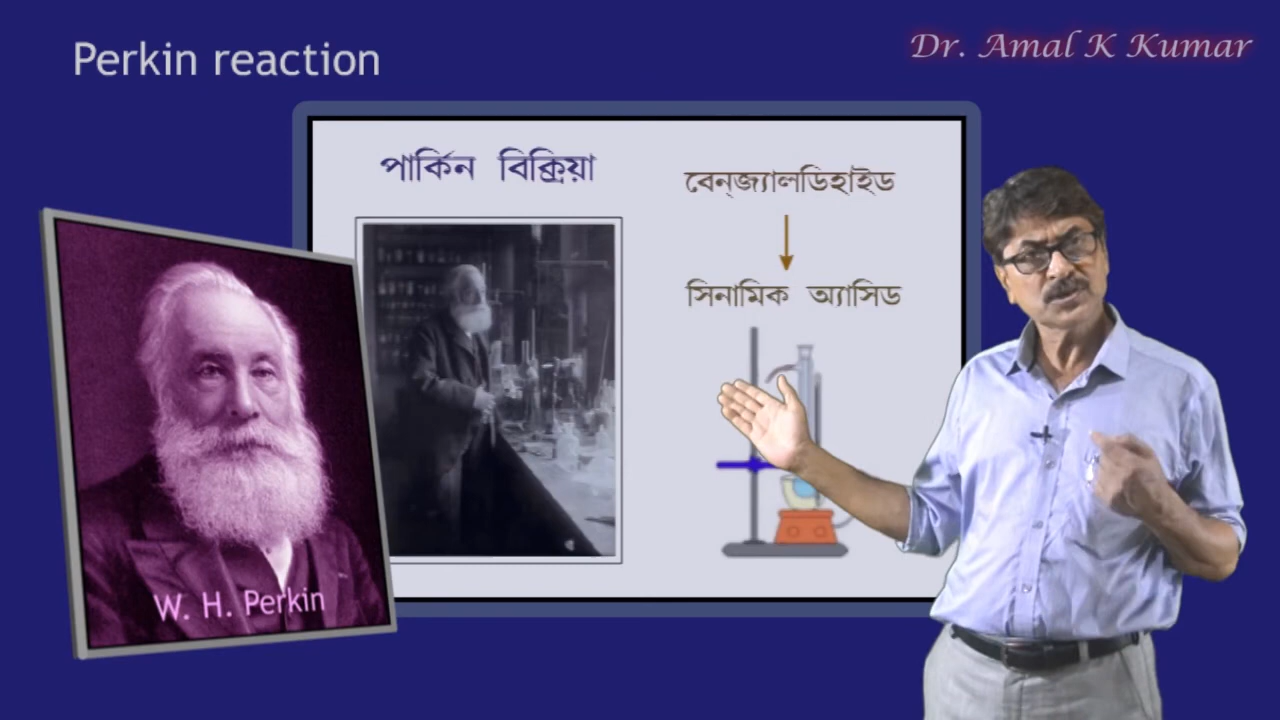 Perkin reaction
Dr. Amal K Kumar
পার্কিন বিক্রিয়া
বেন্‌জ্যালডিহাইড
সিনামিক অ্যাসিড
W. H. Perkin